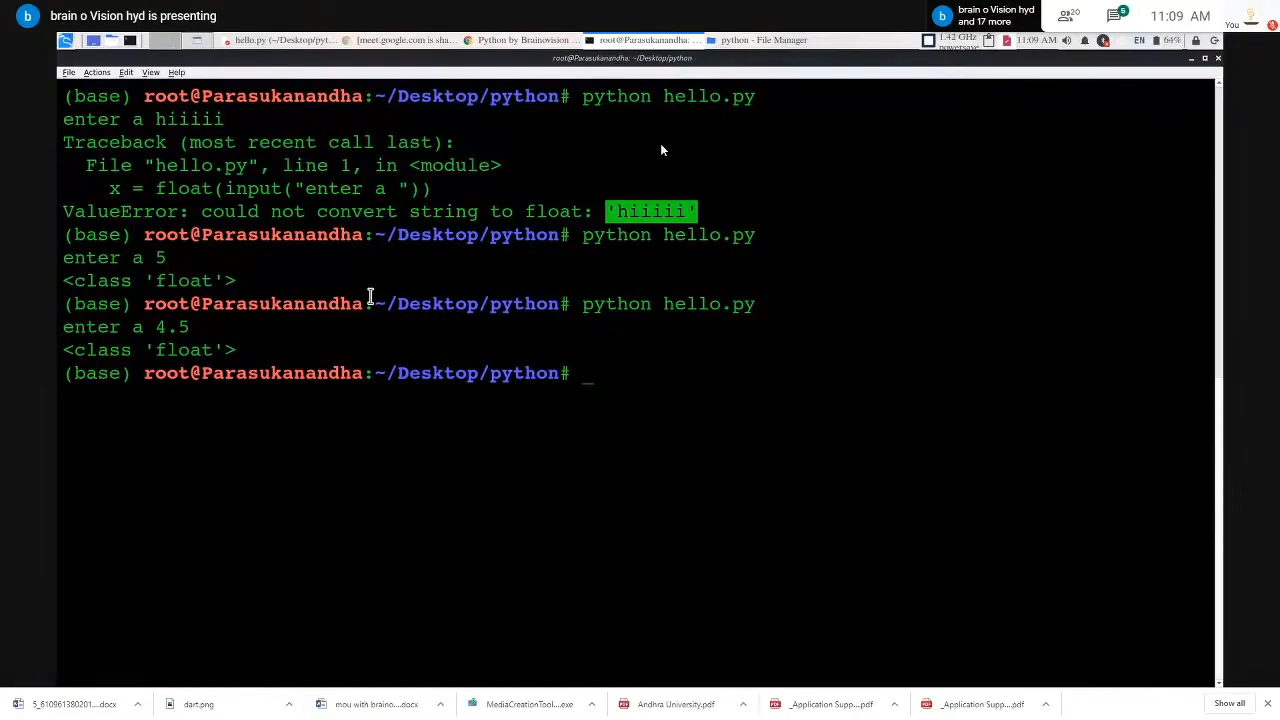 b brain o Vision hyd is presenting
b brain o Vision hyd and 17 more
20
5
11:09 AM
You
hello.py (~/Desktop/pyt... [meet.google.com is sha... Python by Brainovision ... root@Parasukanandha: ... python - File Manager
1.42 GHz powersave 11:09 AM EN 64%
root@Parasukanandha: ~/Desktop/python
File Actions Edit View Help
(base) root@Parasukanandha:~/Desktop/python# python hello.py
enter a hiiiii
Traceback (most recent call last):
File "hello.py", line 1, in <module>
x = float(input("enter a "))
ValueError: could not convert string to float: 'hiiiii'
(base) root@Parasukanandha:~/Desktop/python# python hello.py
enter a 5
<class 'float'>
(base) root@Parasukanandha:~/Desktop/python# python hello.py
enter a 4.5
<class 'float'>
(base) root@Parasukanandha:~/Desktop/python# _
5_610961380201....docx dart.png mou with braino....docx MediaCreationTool....exe Andhra University.pdf _Application Supp....pdf _Application Supp....pdf Show all